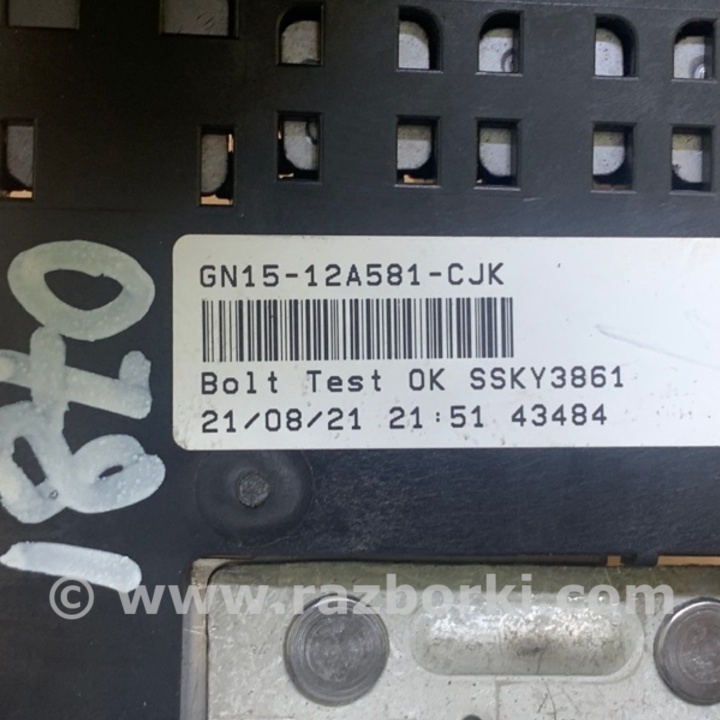 GN15-12A581-CJK
Bolt Test OK SSKY3861
21/08/21 21:51 43484
© www.razborki.com